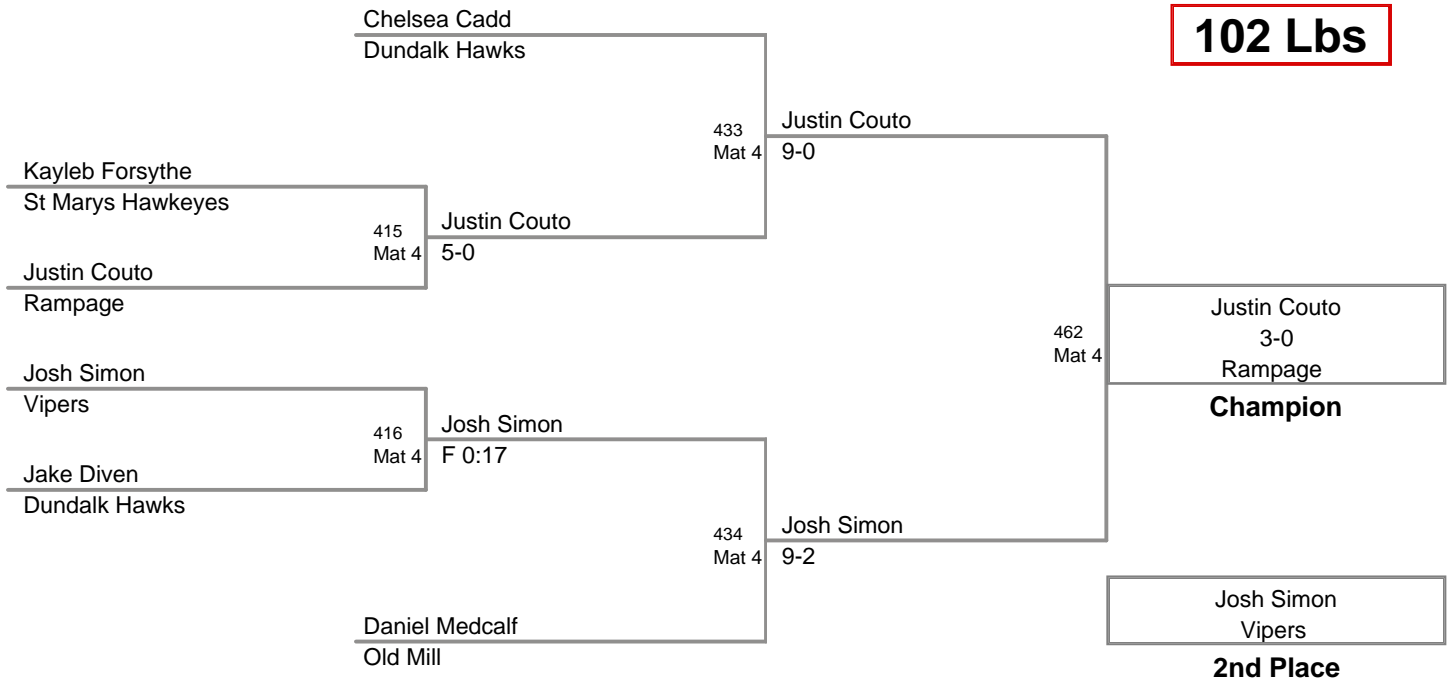 Chelsea Cadd
Dundalk Hawks
102 Lbs
433
Mat 4
Justin Couto
9-0
Kayleb Forsythe
St Marys Hawkeyes
415
Mat 4
Justin Couto
5-0
Justin Couto
Rampage
462
Mat 4
Justin Couto
3-0
Rampage
Champion
Josh Simon
Vipers
416
Mat 4
Josh Simon
F 0:17
Jake Diven
Dundalk Hawks
434
Mat 4
Josh Simon
9-2
Daniel Medcalf
Old Mill
Josh Simon
Vipers
2nd Place